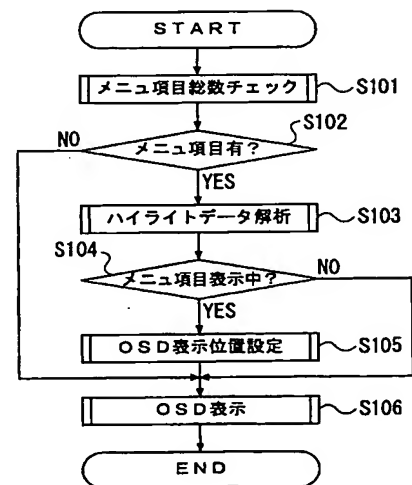 START
メニュ項目総数チェック
S101
S102
NO
メニュ項目有?
YES
ハイライトデータ解析
S103
S104
NO
メニュ項目表示中?
YES
OSD表示位置設定
S105
OSD表示
S106
END